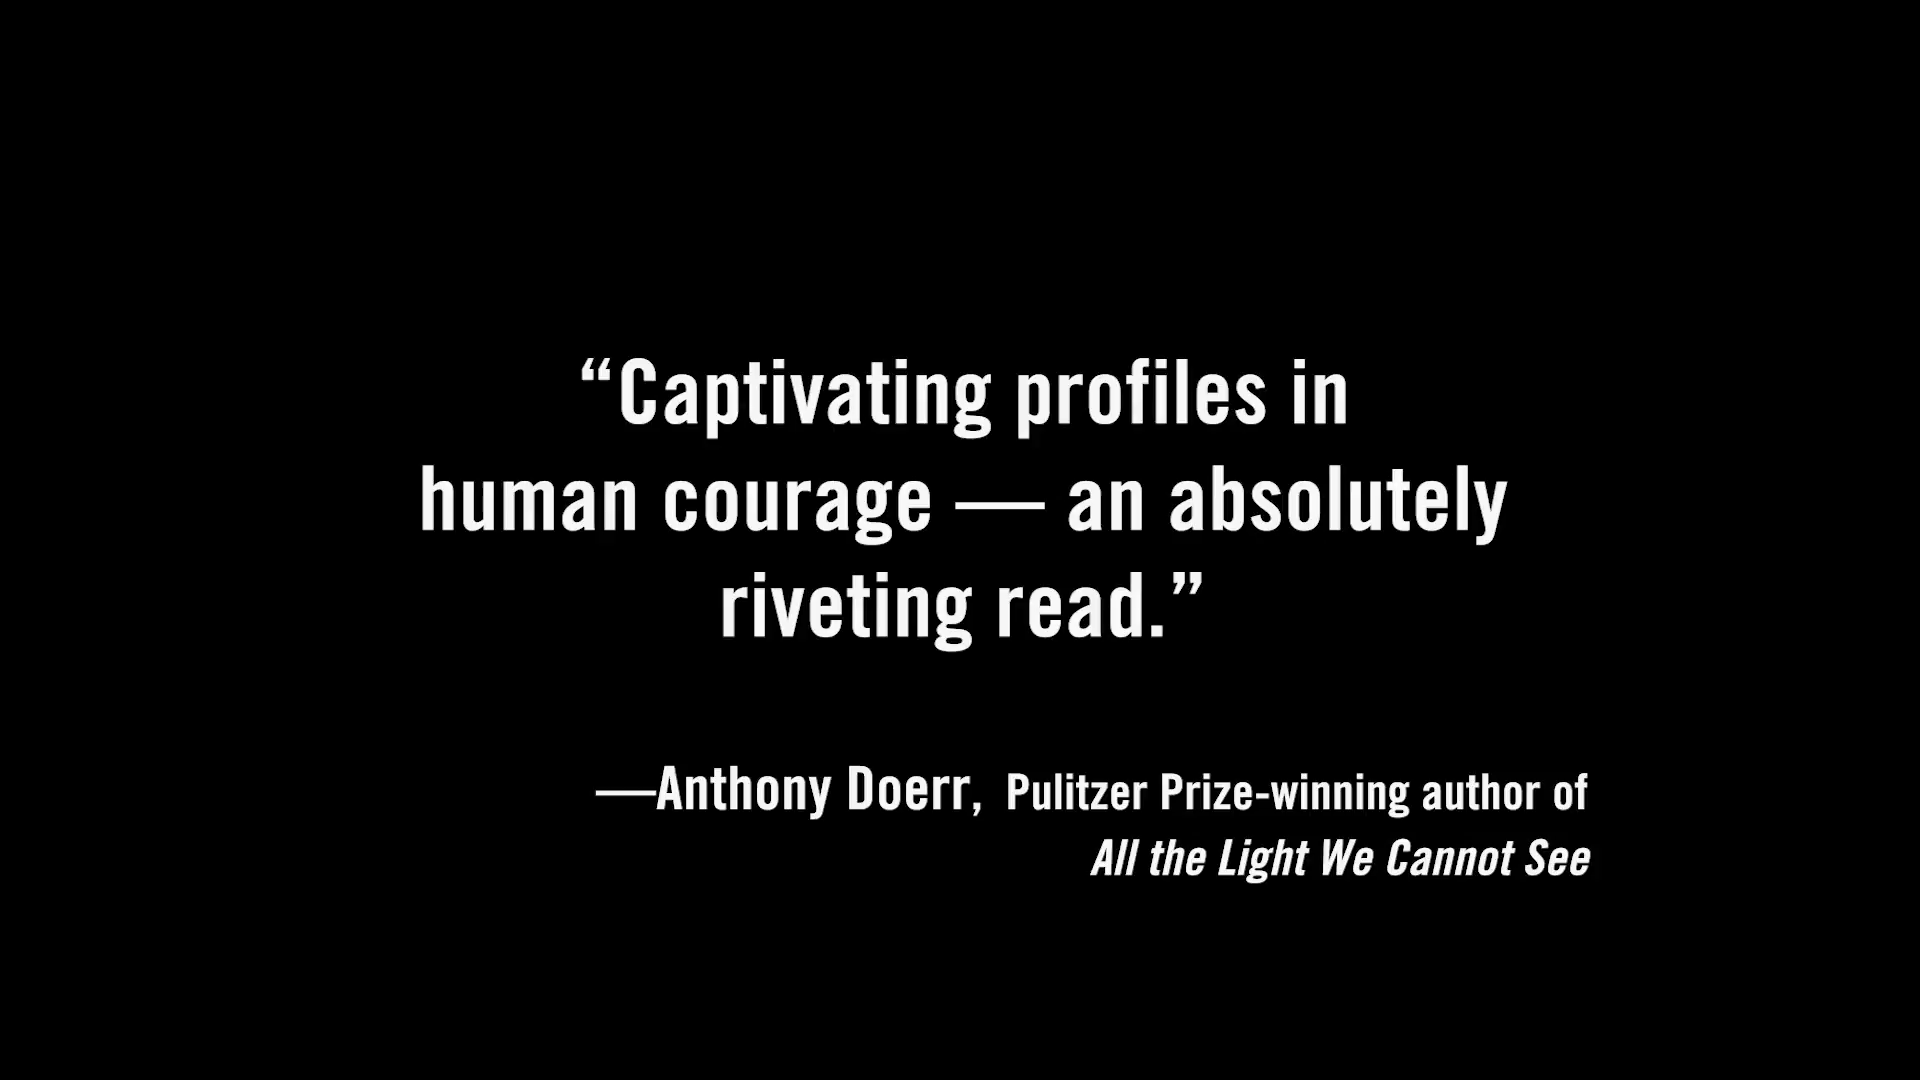 “Captivating profiles in
human courage — an absolutely
riveting read.”
—Anthony Doerr, Pulitzer Prize-winning author of
All the Light We Cannot See